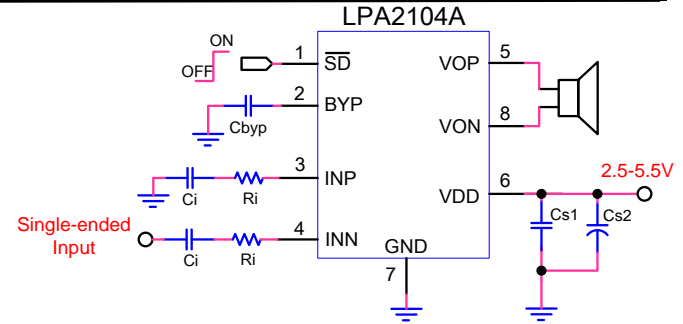 LPA2104A
ON
OFF
1
SD
2
BYP
Cbyp
3
INP
Ci
Ri
Single-ended
Input
4
INN
Ci
Ri
GND
7
5
VOP
8
VON
6
VDD
2.5-5.5V
Cs1
Cs2